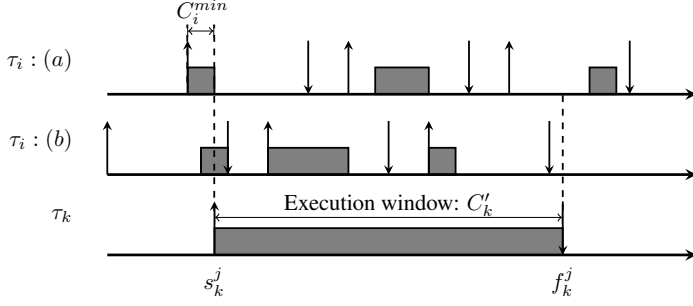 C_i^{min}
τ_i : (a)
τ_i : (b)
Execution window: C'_k
τ_k
s_k^j
f_k^j